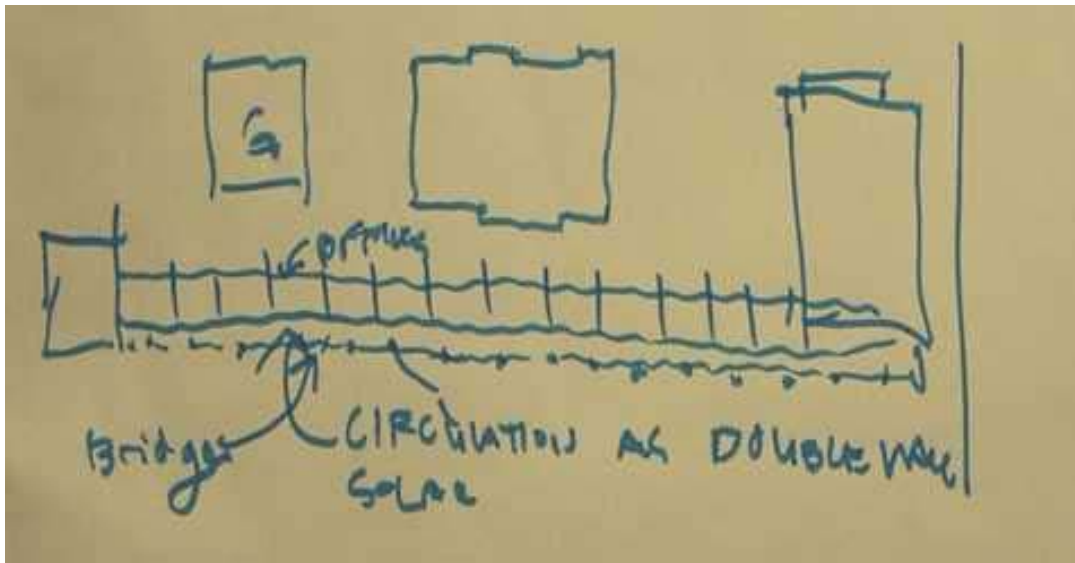 G
OFFICES
Bridges
CIRCULATION AS DOUBLE WALL
SOLAR